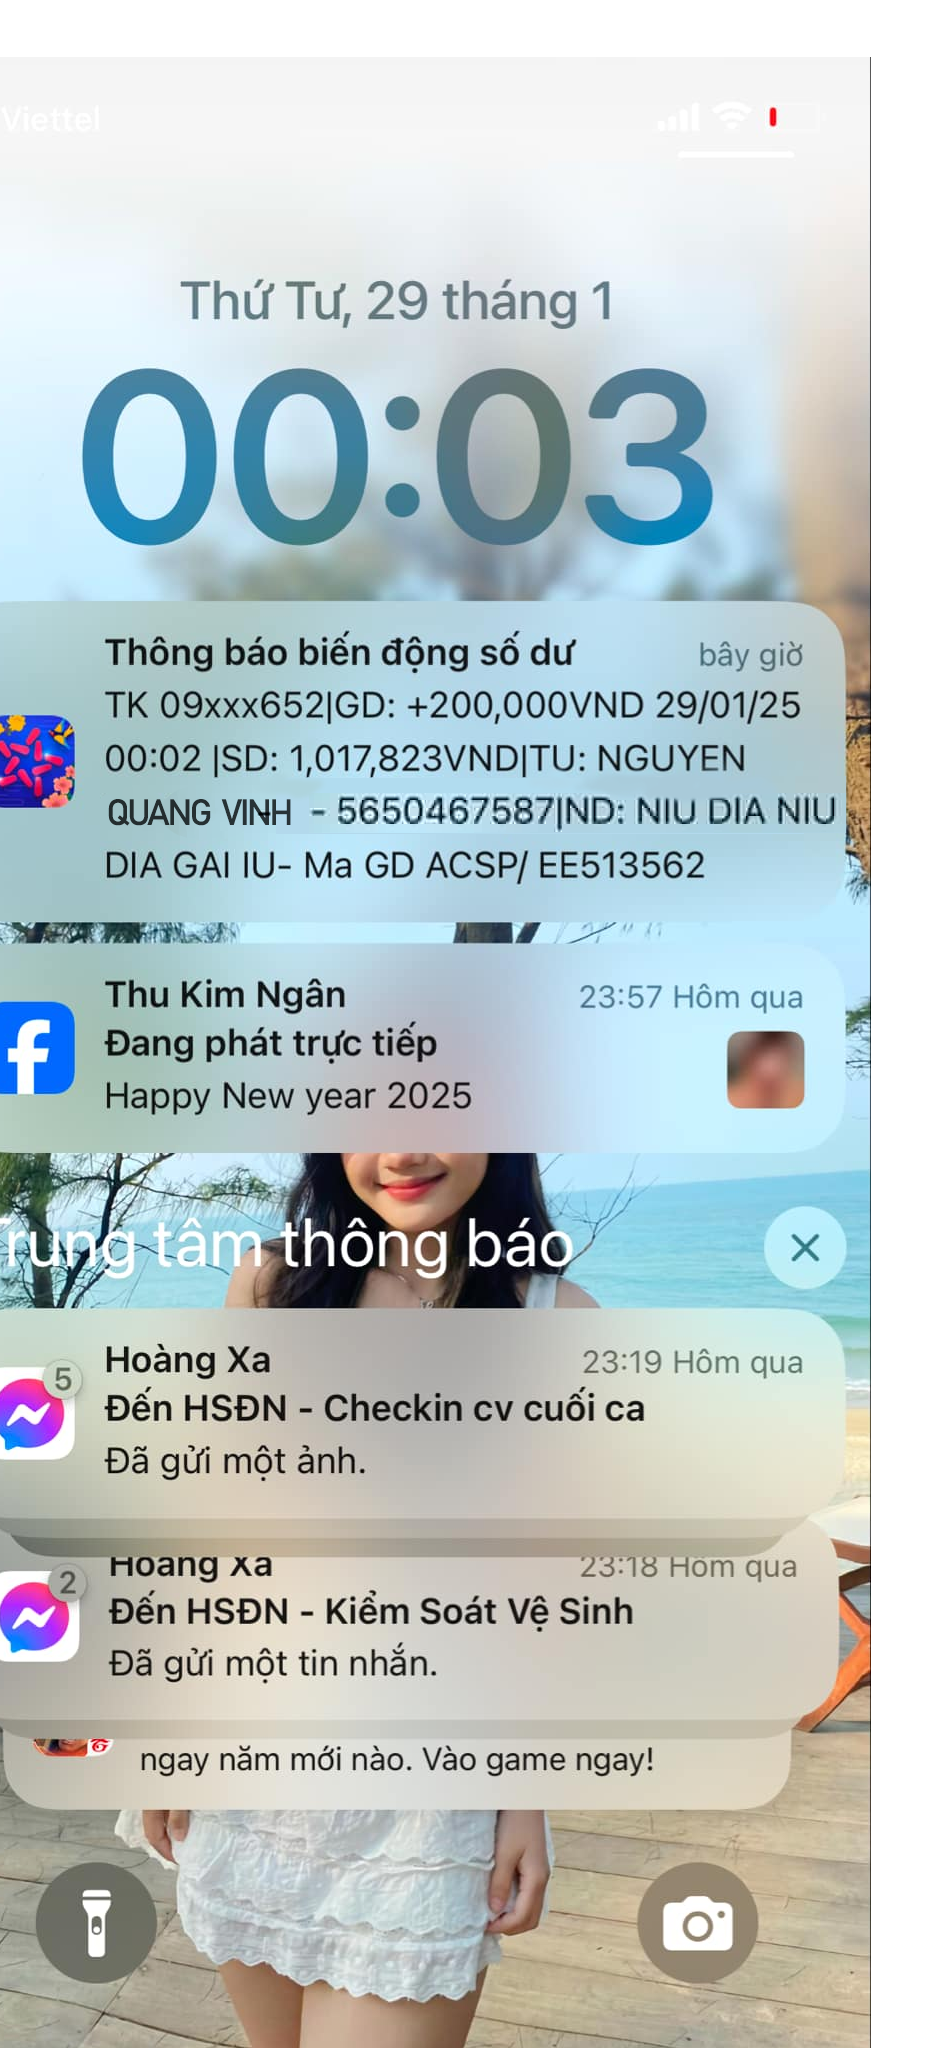 Viettel
Thứ Tư, 29 tháng 1
00:03
Thông báo biến động số dư
bây giờ
TK 09xxx652|GD: +200,000VND 29/01/25
00:02 |SD: 1,017,823VND|TU: NGUYEN
QUANG VINH - 5650467587|ND: NIU DIA NIU
DIA GAI IU- Ma GD ACSP/ EE513562
Thu Kim Ngân
23:57 Hôm qua
Đang phát trực tiếp
Happy New year 2025
Trung tâm thông báo
Hoàng Xa
23:19 Hôm qua
5
Đến HSĐN - Checkin cv cuối ca
Đã gửi một ảnh.
Hoàng Xa
23:18 Hôm qua
2
Đến HSĐN - Kiểm Soát Vệ Sinh
Đã gửi một tin nhắn.
ngay năm mới nào. Vào game ngay!